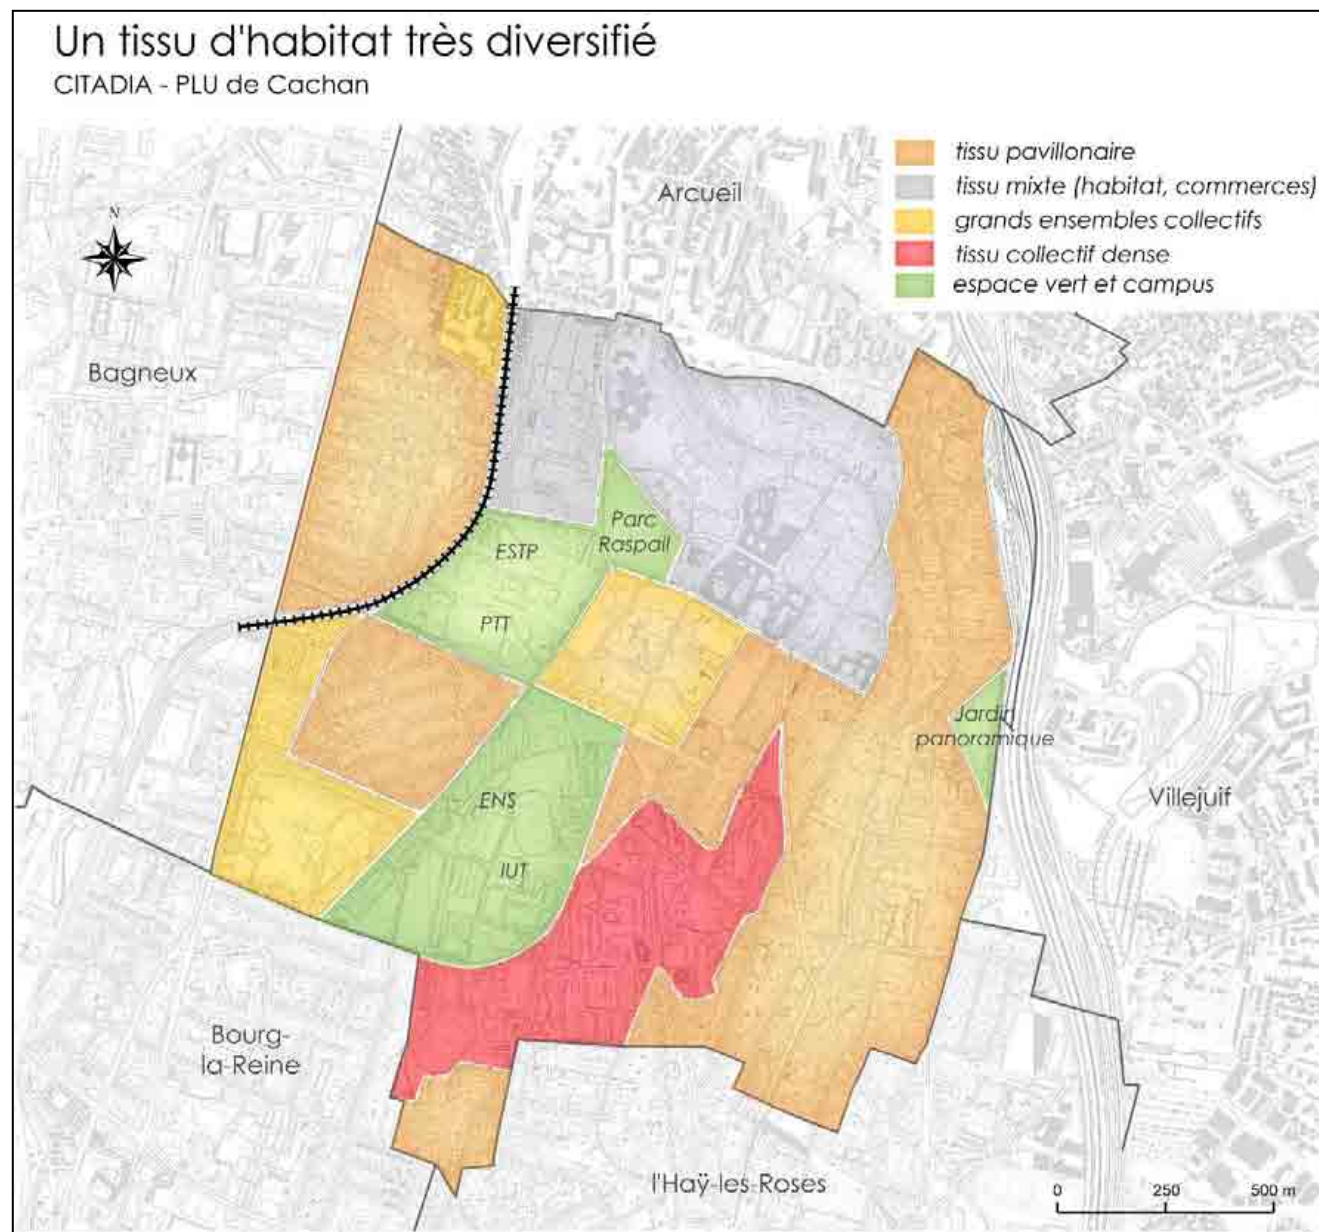 Un tissu d'habitat très diversifié
CITADIA - PLU de Cachan
tissu pavillonaire
tissu mixte (habitat, commerces)
grands ensembles collectifs
tissu collectif dense
espace vert et campus
Arcueil
N
Bagneux
Parc
Raspail
ESTP
PTT
Jardin
panoramique
ENS
Villejuif
IUT
Bourg-
la-Reine
l'Haÿ-les-Roses
0 250 500 m